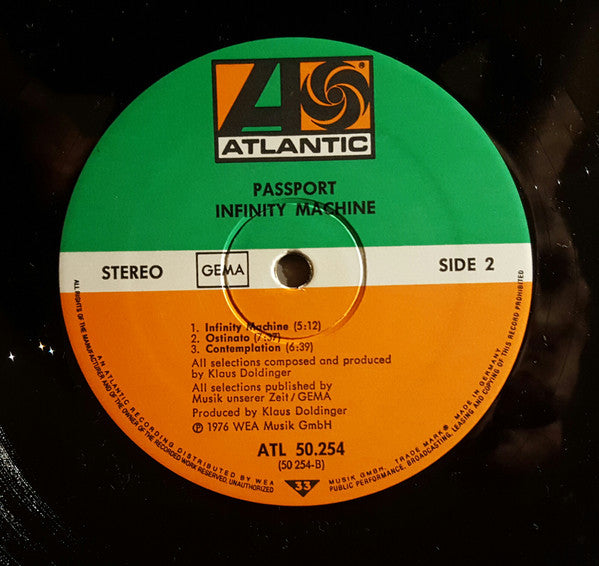 ATLANTIC
®
PASSPORT
INFINITY MACHINE
STEREO
GEMA
SIDE 2
1. Infinity Machine (5:12)
2. Ostinato (7:37)
3. Contemplation (6:39)
All selections composed and produced
by Klaus Doldinger
All selections published by
Musik unserer Zeit/GEMA
Produced by Klaus Doldinger
℗ 1976 WEA Musik GmbH
ATL 50.254
(50 254-B)
33
ALL RIGHTS OF THE MANUFACTURER AND OF THE OWNER OF THE RECORDED WORK RESERVED, UNAUTHORIZED PUBLIC PERFORMANCE, BROADCASTING, LEASING AND COPYING OF THIS RECORD PROHIBITED
AN ATLANTIC RECORDING DISTRIBUTED BY WEA MUSIK GMBH. TRADE MARK® MADE IN GERMANY